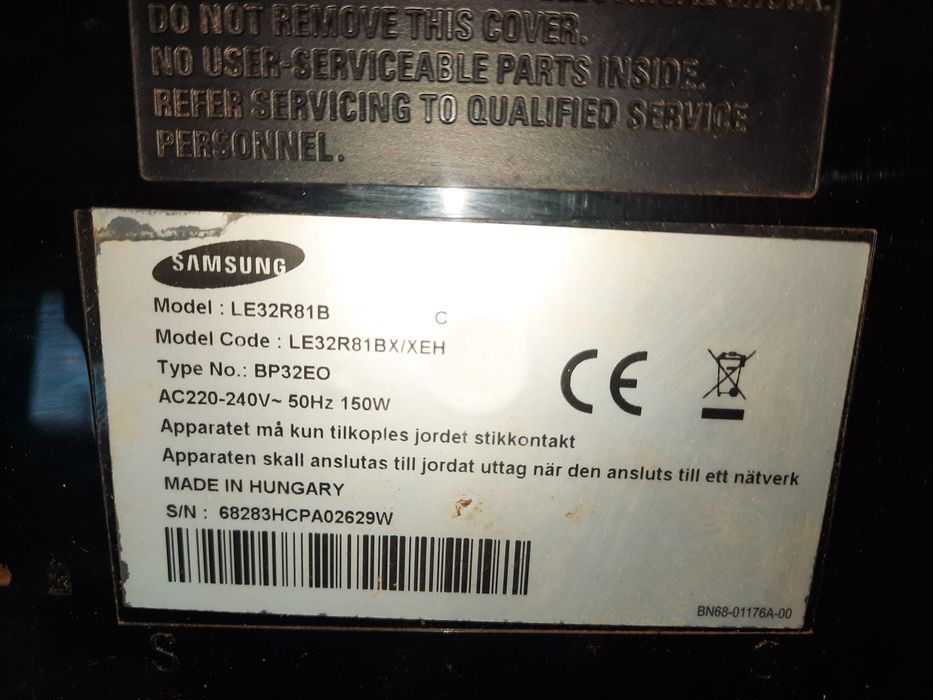 DO NOT REMOVE THIS COVER.
NO USER-SERVICEABLE PARTS INSIDE.
REFER SERVICING TO QUALIFIED SERVICE
PERSONNEL.
SAMSUNG
Model : LE32R81B
C
Model Code : LE32R81BX/XEH
Type No.: BP32EO
AC220-240V~ 50Hz 150W
Apparatet må kun tilkoples jordet stikkontakt
Apparaten skall anslutas till jordat uttag när den ansluts till ett nätverk
MADE IN HUNGARY
S/N : 68283HCPA02629W
CE
BN68-01176A-00
S
S